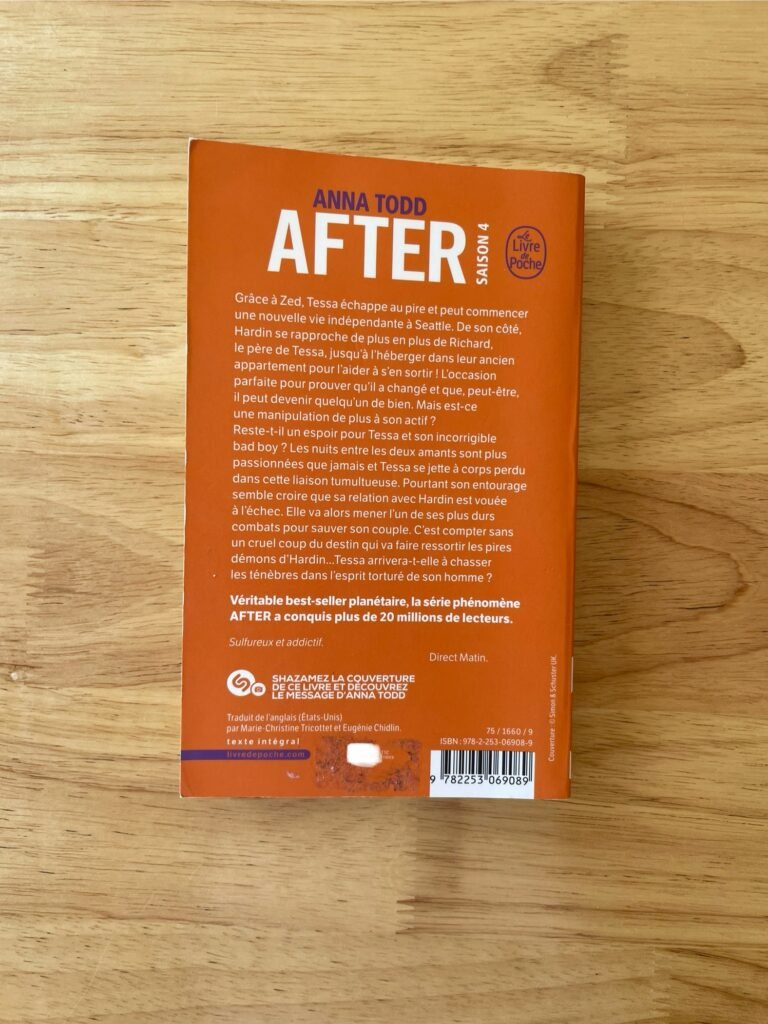 ANNA TODD
AFTER
SAISON 4
Le
Livre
de
Poche
Grâce à Zed, Tessa échappe au pire et peut commencer
une nouvelle vie indépendante à Seattle. De son côté,
Hardin se rapproche de plus en plus de Richard,
le père de Tessa, jusqu'à l'héberger dans leur ancien
appartement pour l'aider à s'en sortir ! L'occasion
parfaite pour prouver qu'il a changé et que, peut-être,
il peut devenir quelqu'un de bien. Mais est-ce
une manipulation de plus à son actif ?
Reste-t-il un espoir pour Tessa et son incorrigible
bad boy ? Les nuits entre les deux amants sont plus
passionnées que jamais et Tessa se jette à corps perdu
dans cette liaison tumultueuse. Pourtant son entourage
semble croire que sa relation avec Hardin est vouée
à l'échec. Elle va alors mener l'un de ses plus durs
combats pour sauver son couple. C'est compter sans
un cruel coup du destin qui va faire ressortir les pires
démons d'Hardin...Tessa arrivera-t-elle à chasser
les ténèbres dans l'esprit torturé de son homme ?
Véritable best-seller planétaire, la série phénomène
AFTER a conquis plus de 20 millions de lecteurs.
Sulfureux et addictif.
Direct Matin.
SHAZAMEZ LA COUVERTURE
DE CE LIVRE ET DÉCOUVREZ
LE MESSAGE D'ANNA TODD
Traduit de l'anglais (États-Unis)
par Marie-Christine Tricottet et Eugénie Chidlin.
texte intégral
livredepoche.com
75 / 1660 / 9
ISBN : 978-2-253-06908-9
9 782253 069089
Couverture : © Simon & Schuster UK.